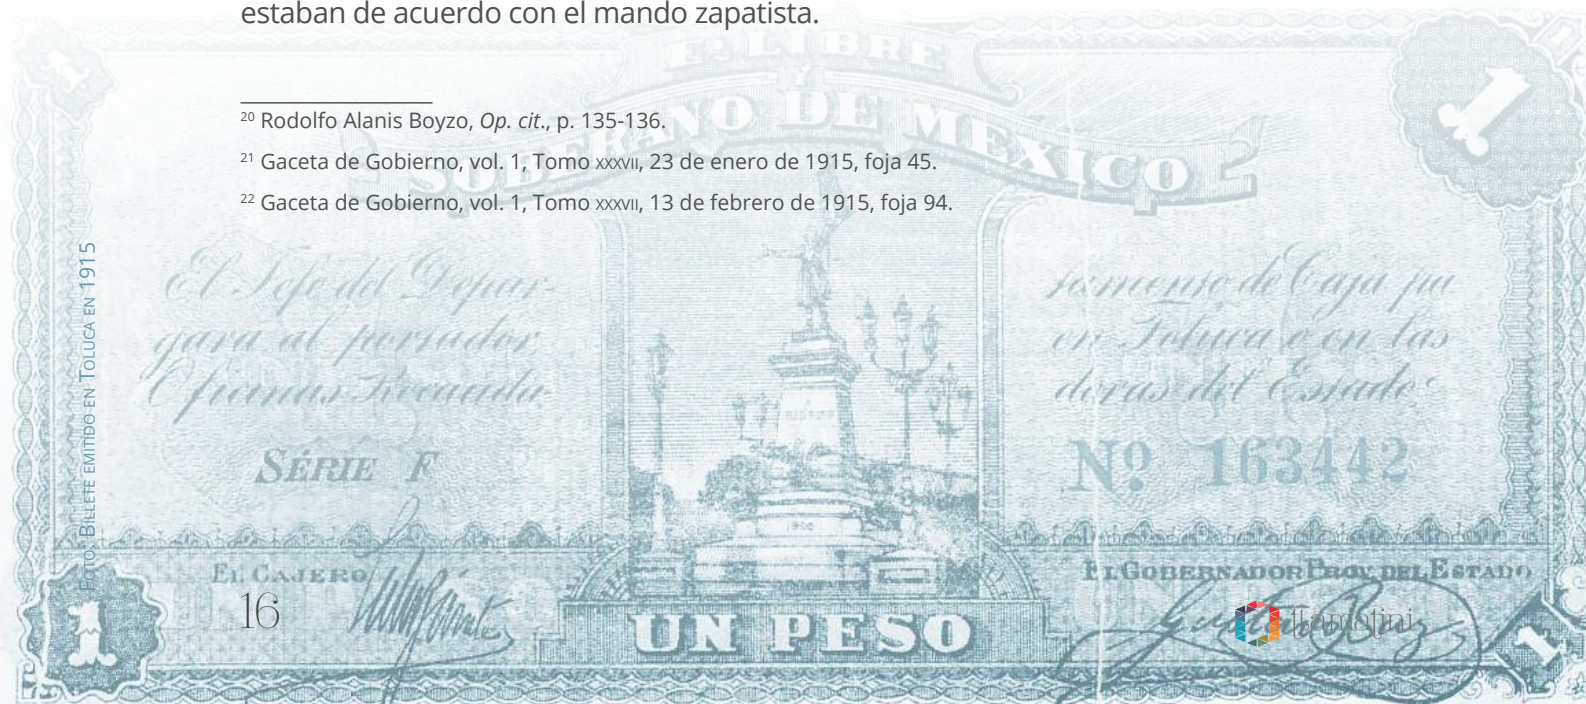 estaban de acuerdo con el mando zapatista.
Eº LIBRE
Y
SOBERANO DE MEXICO
1
1
20 Rodolfo Alanis Boyzo, Op. cit., p. 135-136.
21 Gaceta de Gobierno, vol. 1, Tomo XXXVII, 23 de enero de 1915, foja 45.
22 Gaceta de Gobierno, vol. 1, Tomo XXXVII, 13 de febrero de 1915, foja 94.
Foto: Billete emitido en Toluca en 1915
El Jefe del Depar-
tamento de Caja pa
gará al portador
en Toluca o en las
Oficinas Recauda-
doras del Estado
SÉRIE F
Nº 163442
1900
EL CAJERO
EL GOBERNADOR PROV. DEL ESTADO
16
UN PESO
tlamatini
1
1